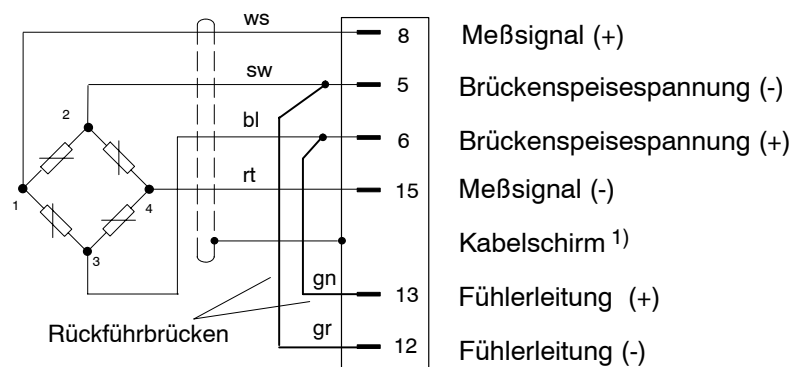 ws 8 Meßsignal (+)
sw 5 Brückenspeisespannung (-)
2
bl 6 Brückenspeisespannung (+)
rt 15 Meßsignal (-)
1 4
Kabelschirm 1)
3
gn 13 Fühlerleitung (+)
Rückführbrücken
gr 12 Fühlerleitung (-)